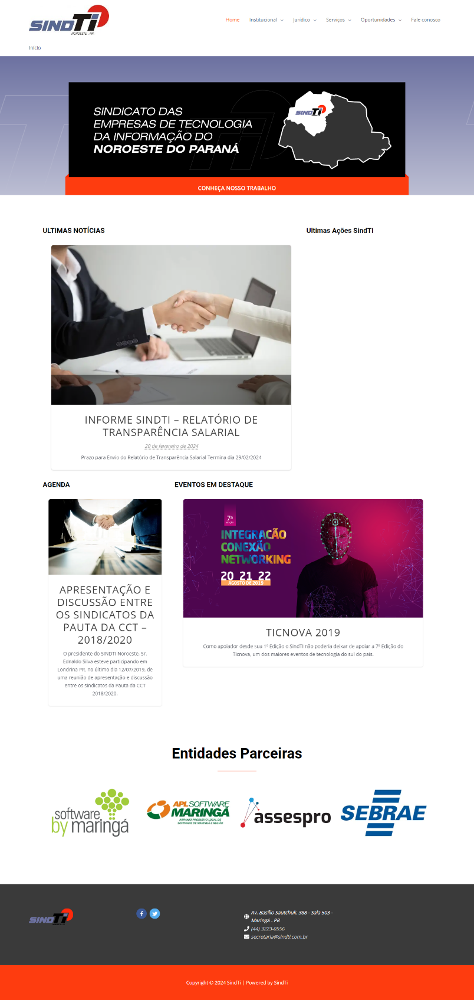 SINDTI
NOROESTE . PR
Home
Institucional
Jurídico
Serviços
Oportunidades
Fale conosco
Início
SINDICATO DAS
EMPRESAS DE TECNOLOGIA
DA INFORMAÇÃO DO
NOROESTE DO PARANÁ
SINDTI
CONHEÇA NOSSO TRABALHO
ULTIMAS NOTÍCIAS
Ultimas Ações SindTI
INFORME SINDTI – RELATÓRIO DE
TRANSPARÊNCIA SALARIAL
20 de fevereiro de 2024
Prazo para Envio do Relatório de Transparência Salarial Termina dia 29/02/2024
AGENDA
EVENTOS EM DESTAQUE
APRESENTAÇÃO E
DISCUSSÃO ENTRE
OS SINDICATOS DA
PAUTA DA CCT –
2018/2020
O presidente do SINDTI Noroeste, Sr.
Ednaldo Silva esteve participando em
Londrina PR, no último dia 12/07/2019, de
uma reunião de apresentação e discussão
entre os sindicatos da Pauta da CCT
2018/2020.
7ª
edição
INTEGRAÇÃO
CONEXÃO
NETWORKING
20_21_22
AGOSTO DE 2019
TICNOVA 2019
Como apoiador desde sua 1ª Edição o SindTI não poderia deixar de apoiar a 7ª Edição do
Ticnova, um dos maiores eventos de tecnologia do sul do país.
Entidades Parceiras
software
by maringá
APL SOFTWARE
MARINGÁ
ARRANJO PRODUTIVO LOCAL DE
SOFTWARE DE MARINGÁ E REGIÃO
assespro
SEBRAE
SINDTI
Av. Basílio Sautchuk, 388 - Sala 503 -
Maringá - PR
(44) 3223-0556
secretaria@sindti.com.br
Copyright © 2024 SindTi | Powered by SindTi